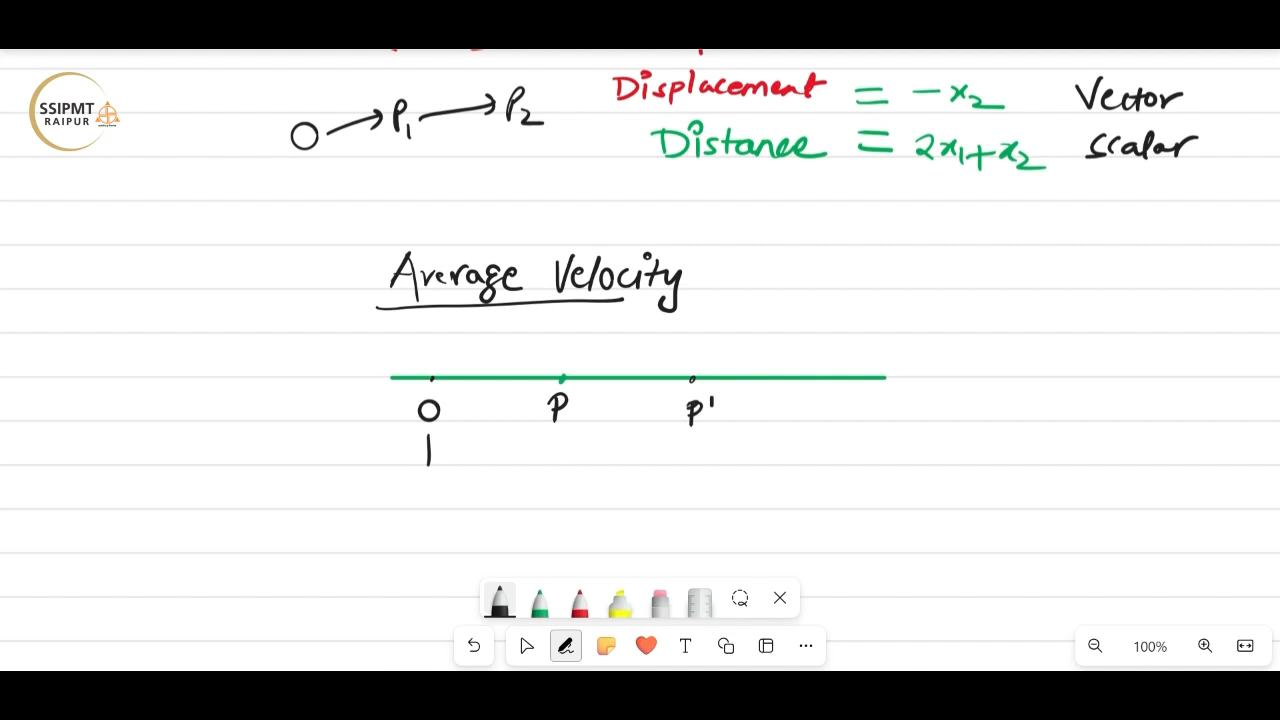 SSIPMT
RAIPUR
O → P1 → P2
Displacement = -x2 Vector
Distance = 2x1+x2 scalar
Average Velocity
O P P'
100%